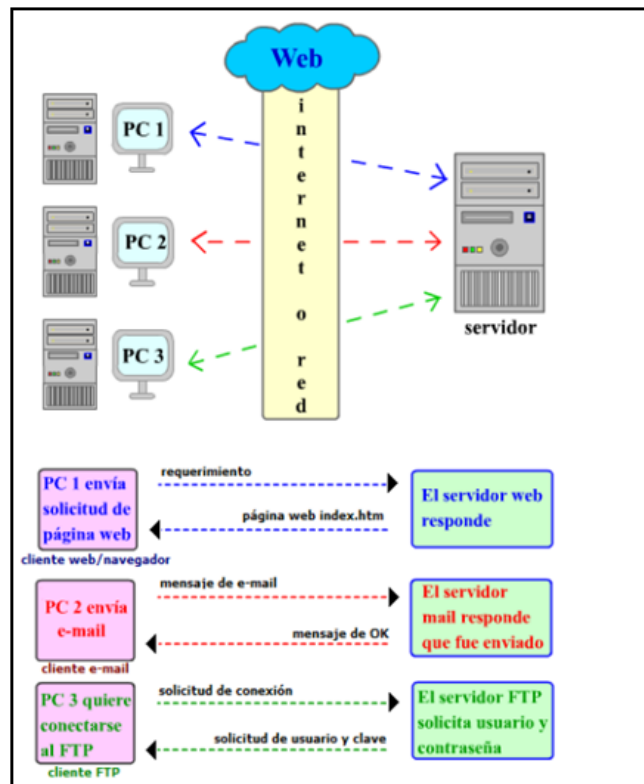 Web
internet o red
PC 1
PC 2
PC 3
servidor
PC 1 envía
solicitud de
página web
cliente web/navegador
requerimiento
página web index.htm
El servidor web
responde
PC 2 envía
e-mail
cliente e-mail
mensaje de e-mail
mensaje de OK
El servidor
mail responde
que fue enviado
PC 3 quiere
conectarse
al FTP
cliente FTP
solicitud de conexión
solicitud de usuario y clave
El servidor FTP
solicita usuario y
contraseña